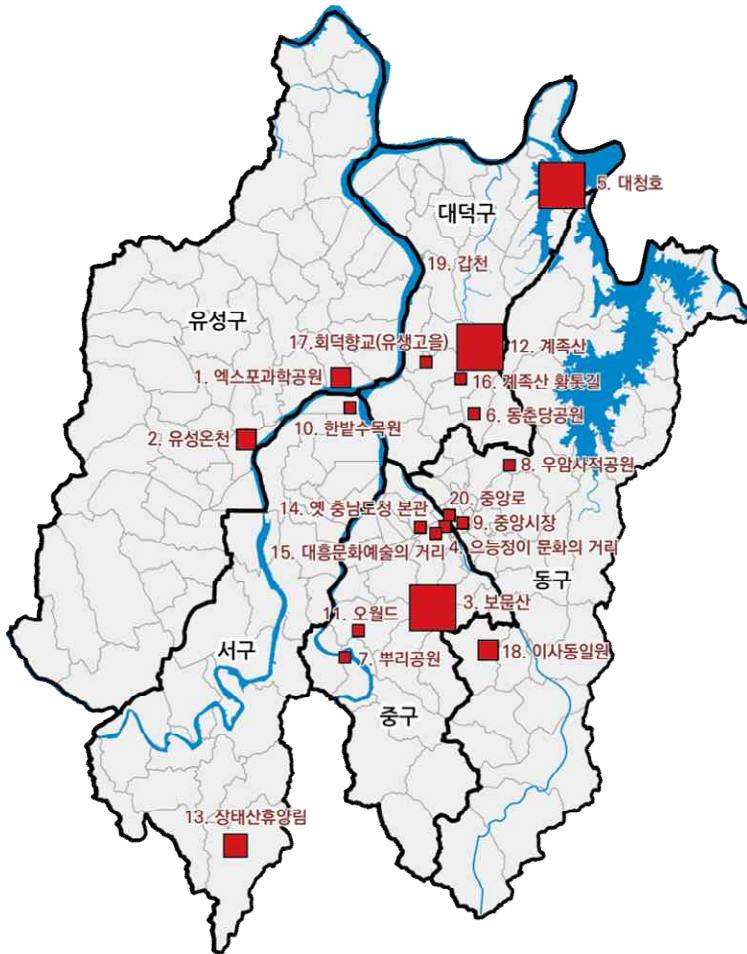 5. 대청호
대덕구
19. 갑천
유성구
17.회덕향교(유생고을)
12. 계족산
1. 엑스포과학공원
16. 계족산 황톳길
10. 한밭수목원
6. 동춘당공원
2. 유성온천
8. 우암사적공원
20. 중앙로
14. 옛 충남도청 본관
9. 중앙시장
15. 대흥문화예술의 거리
4. 으능정이 문화의 거리
동구
3. 보문산
11. 오월드
서구
7. 뿌리공원
18. 이사동일원
중구
13. 장태산휴양림